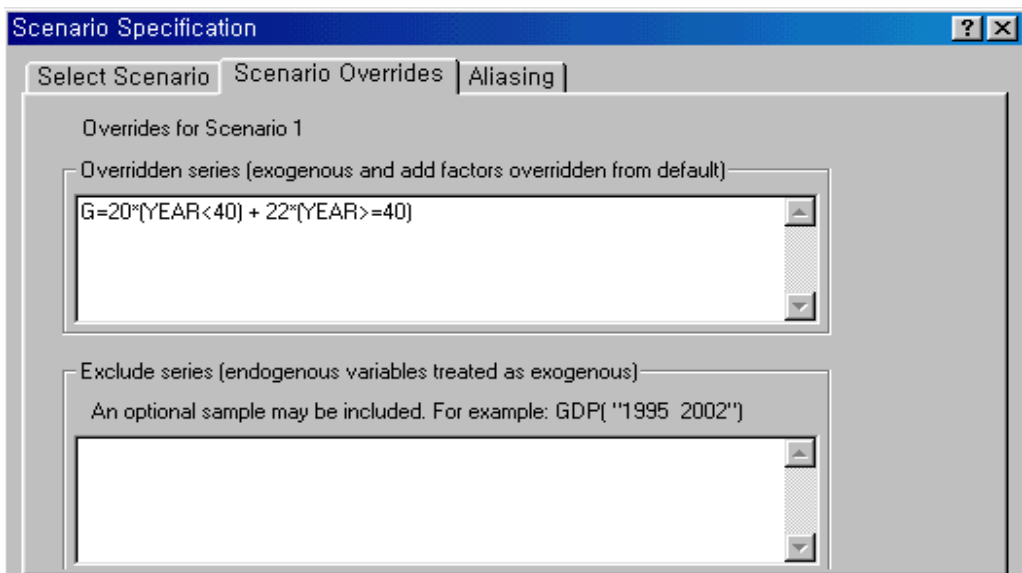 Scenario Specification
Select Scenario Scenario Overrides Aliasing
Overrides for Scenario 1
Overridden series (exogenous and add factors overridden from default)
G=20*(YEAR<40) + 22*(YEAR>=40)
Exclude series (endogenous variables treated as exogenous)
An optional sample may be included. For example: GDP( "1995 2002")